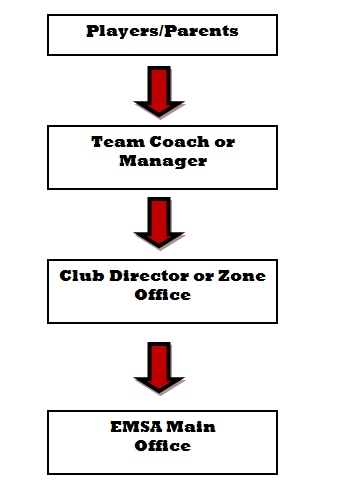 Players/Parents
Team Coach or
Manager
Club Director or Zone
Office
EMSA Main
Office